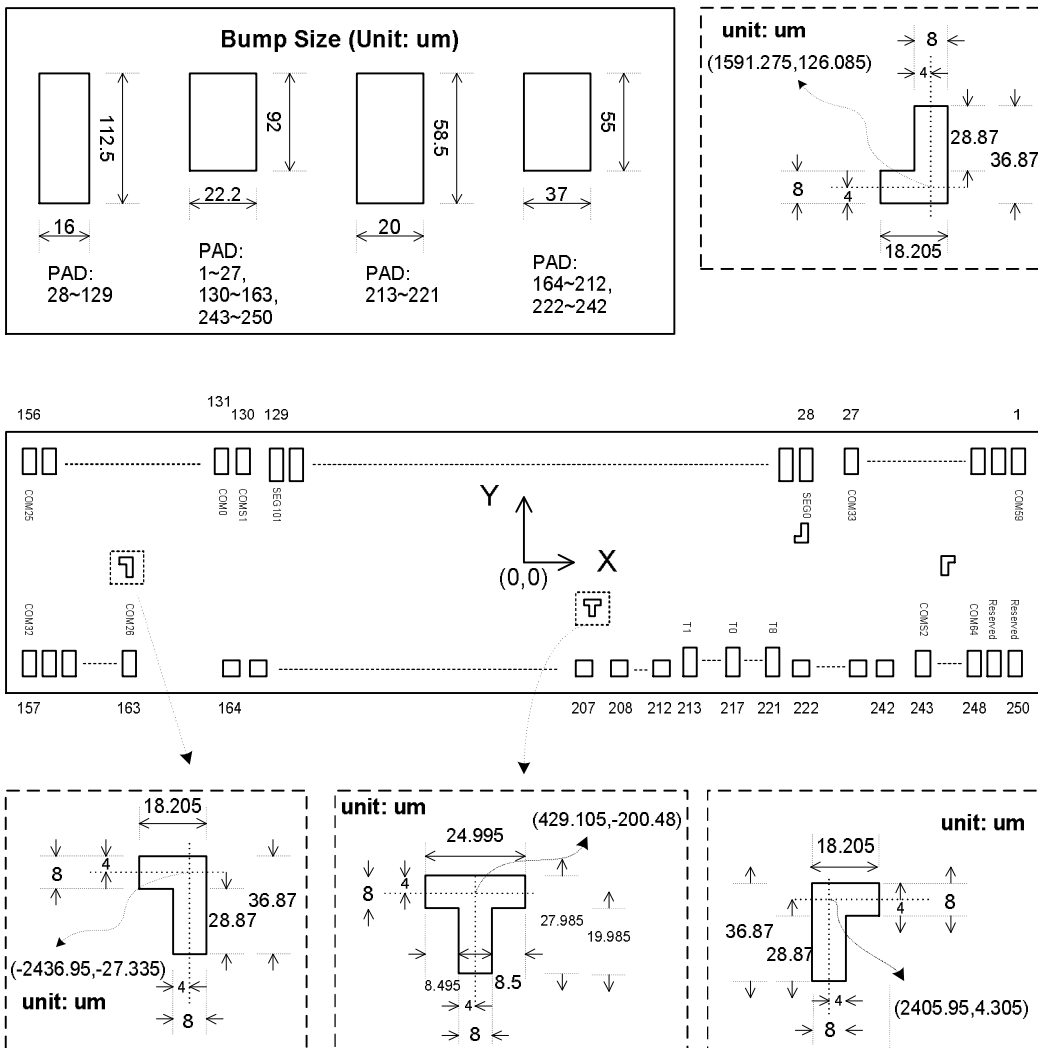 Bump Size (Unit: um)
112.5
16
PAD:
28~129
92
22.2
PAD:
1~27,
130~163,
243~250
58.5
20
PAD:
213~221
55
37
PAD:
164~212,
222~242
unit: um
8
(1591.275,126.085)
4
28.87
36.87
8
4
18.205
156
131
130
129
28
27
1
COM25
COM0
COMS1
SEG101
SEG0
COM33
COM59
Y
X
(0,0)
COM32
COM26
T1
T0
T8
COMS2
COM64
Reserved
Reserved
157
163
164
207
208
212
213
217
221
222
242
243
248
250
18.205
4
8
36.87
28.87
(-2436.95,-27.335)
4
unit: um
8
unit: um
(429.105,-200.48)
24.995
4
8
27.985
19.985
8.495
8.5
4
8
unit: um
18.205
4
8
36.87
28.87
4
(2405.95,4.305)
8